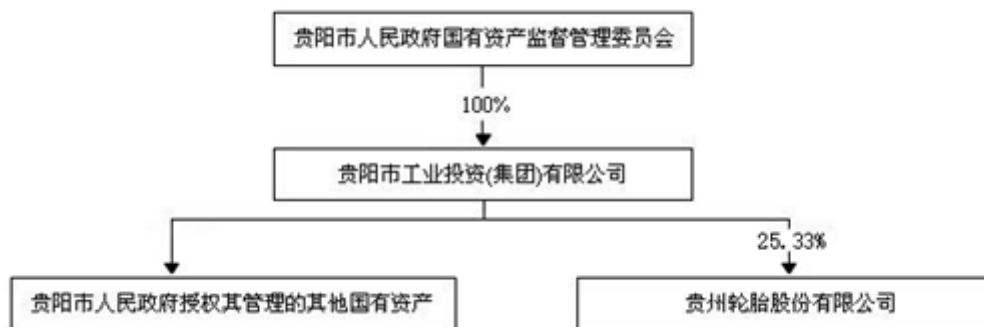 贵阳市人民政府国有资产监督管理委员会
100%
贵阳市工业投资(集团)有限公司
25.33%
贵阳市人民政府授权其管理的其他国有资产
贵州轮胎股份有限公司